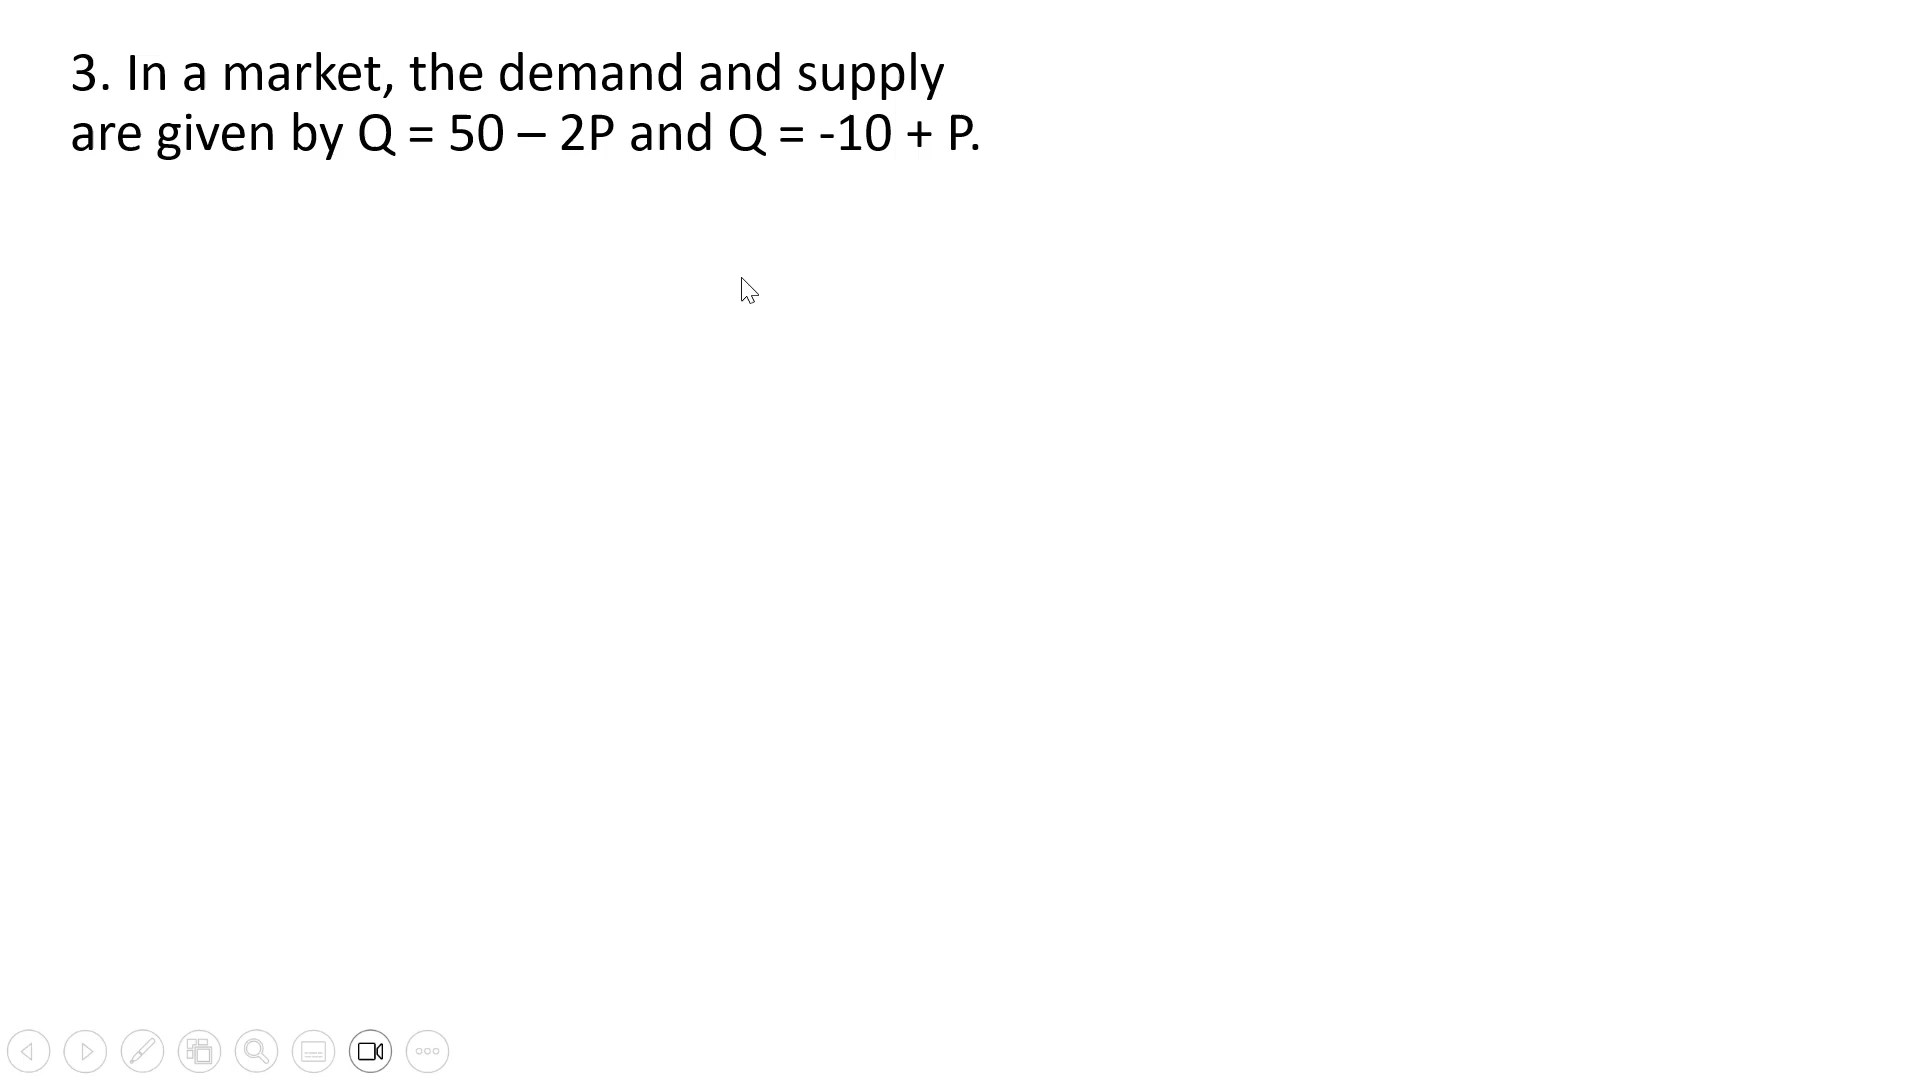 3. In a market, the demand and supply
are given by Q = 50 – 2P and Q = -10 + P.